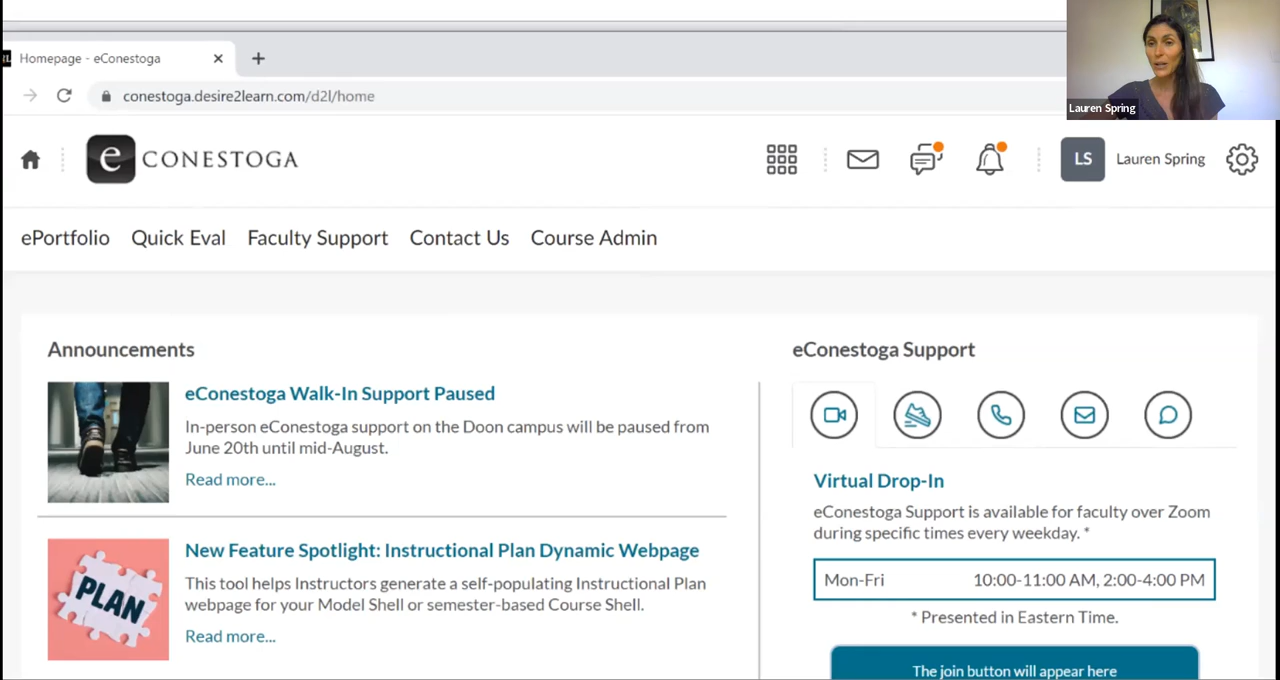 Homepage - eConestoga
conestoga.desire2learn.com/d2l/home
Lauren Spring
e CONESTOGA
LS
Lauren Spring
ePortfolio Quick Eval Faculty Support Contact Us Course Admin
Announcements
eConestoga Walk-In Support Paused
In-person eConestoga support on the Doon campus will be paused from
June 20th until mid-August.
Read more...
PLAN
New Feature Spotlight: Instructional Plan Dynamic Webpage
This tool helps Instructors generate a self-populating Instructional Plan
webpage for your Model Shell or semester-based Course Shell.
Read more...
eConestoga Support
Virtual Drop-In
eConestoga Support is available for faculty over Zoom
during specific times every weekday. *
Mon-Fri 10:00-11:00 AM, 2:00-4:00 PM
* Presented in Eastern Time.
The join button will appear here